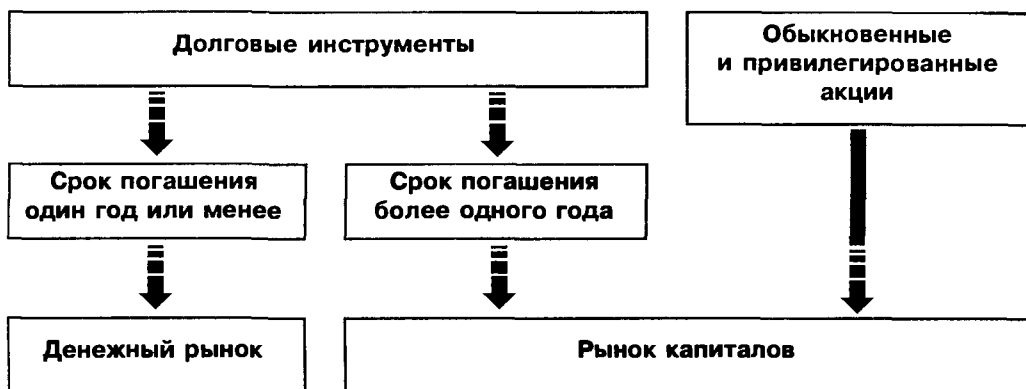 Долговые инструменты
Обыкновенные
и привилегированные
акции
Срок погашения
один год или менее
Срок погашения
более одного года
Денежный рынок
Рынок капиталов